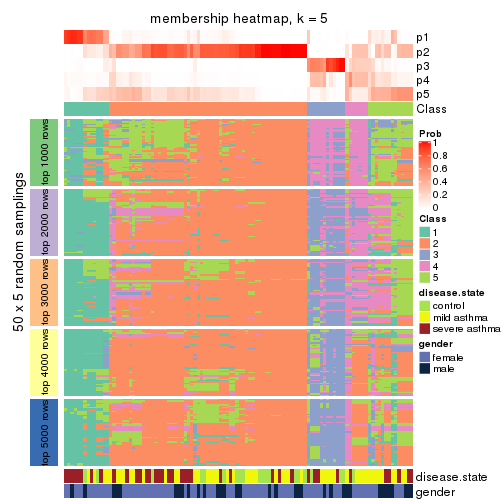 membership heatmap, k = 5
p1
p2
p3
p4
p5
Class
50 x 5 random samplings
top 1000 rows
top 2000 rows
top 3000 rows
top 4000 rows
top 5000 rows
disease.state
gender
Prob
1
0.8
0.6
0.4
0.2
0
Class
1
2
3
4
5
disease.state
control
mild asthma
severe asthma
gender
female
male